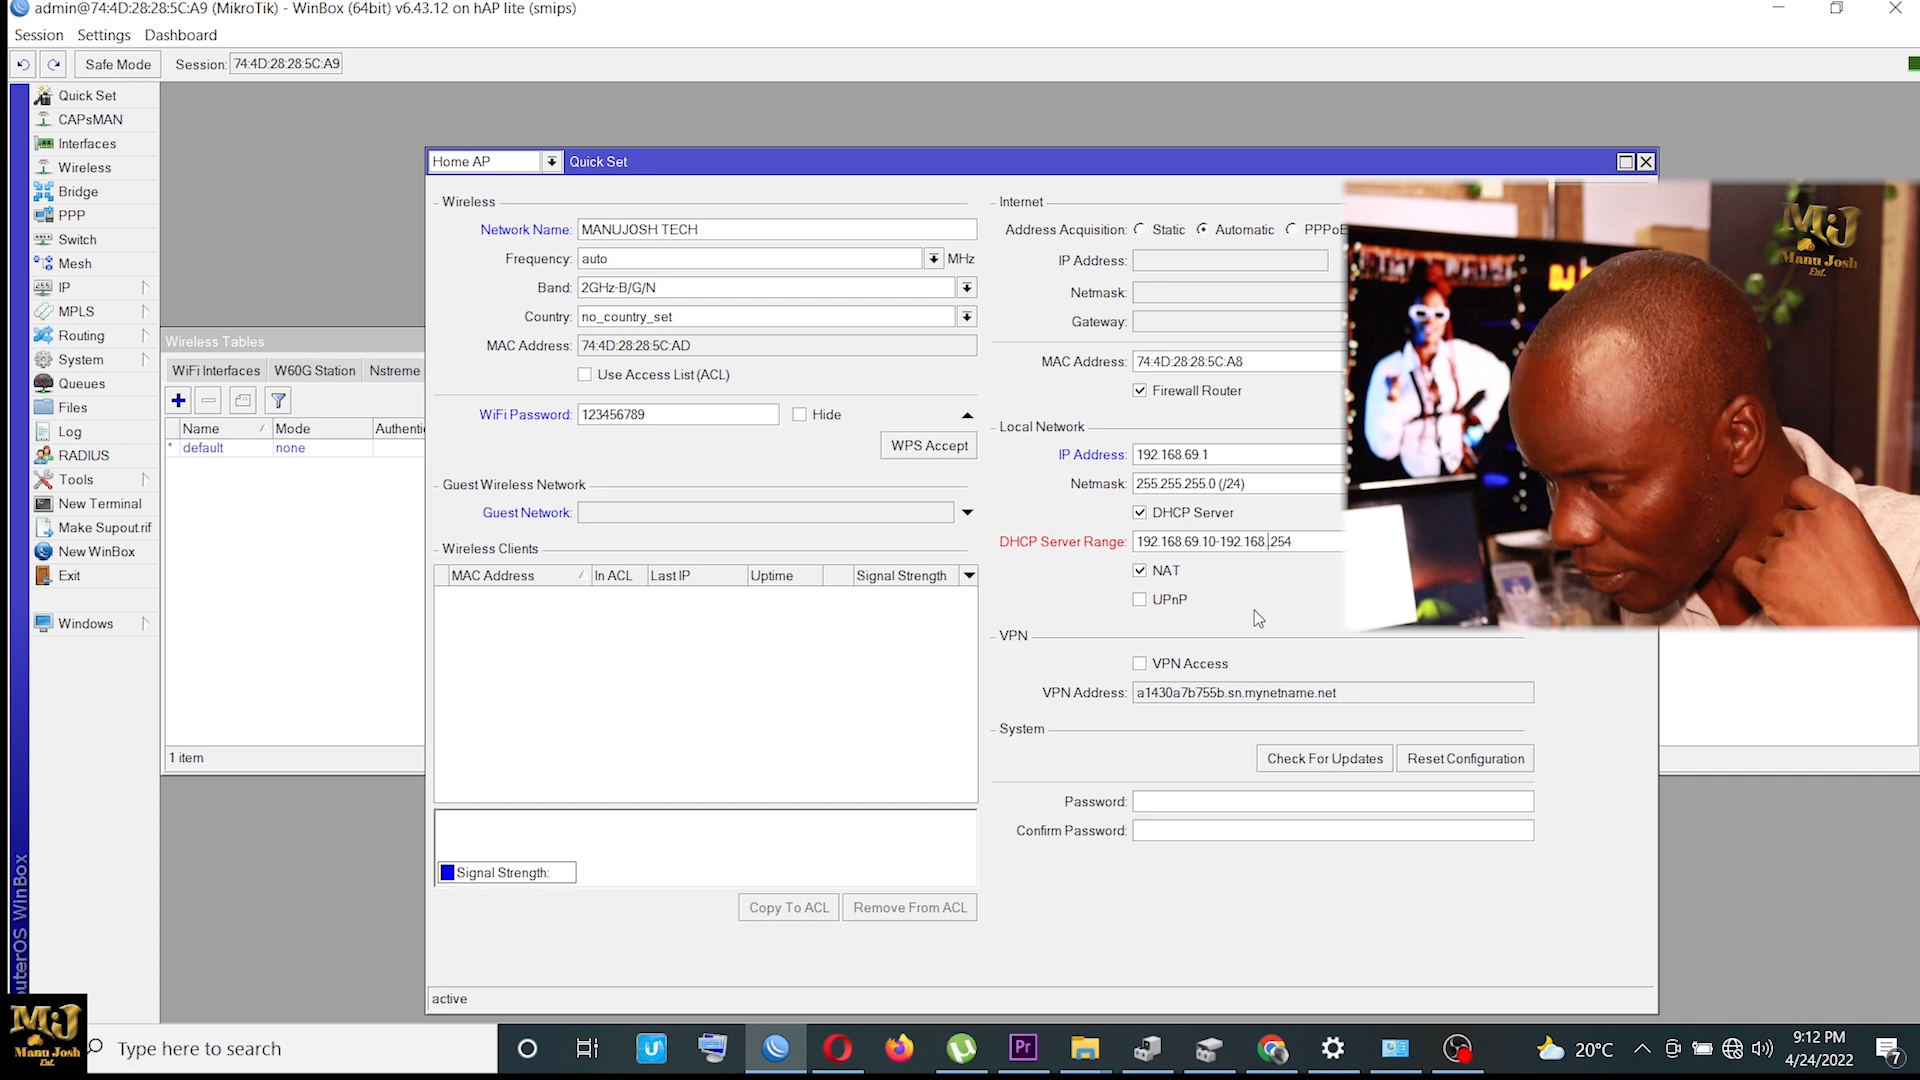 admin@74:4D:28:28:5C:A9 (MikroTik) - WinBox (64bit) v6.43.12 on hAP lite (smips)
Session Settings Dashboard
Safe Mode Session: 74:4D:28:28:5C:A9
Quick Set
CAPsMAN
Interfaces
Wireless
Bridge
PPP
Switch
Mesh
IP
MPLS
Routing
System
Queues
Files
Log
RADIUS
Tools
New Terminal
Make Supout.rif
New WinBox
Exit
Windows
RouterOS WinBox
Wireless Tables
WiFi Interfaces W60G Station Nstreme
Name Mode
* default none
1 item
Home AP Quick Set
Wireless
Network Name: MANUJOSH TECH
Frequency: auto MHz
Band: 2GHz-B/G/N
Country: no_country_set
MAC Address: 74:4D:28:28:5C:AD
Use Access List (ACL)
WiFi Password: 123456789 Hide
WPS Accept
Guest Wireless Network
Guest Network:
Wireless Clients
MAC Address In ACL Last IP Uptime Signal Strength
Signal Strength:
Copy To ACL Remove From ACL
active
Internet
Address Acquisition: Static Automatic PPPoE
IP Address:
Netmask:
Gateway:
MAC Address: 74:4D:28:28:5C:A8
Firewall Router
Local Network
IP Address: 192.168.69.1
Netmask: 255.255.255.0 (/24)
DHCP Server
DHCP Server Range: 192.168.69.10-192.168.254
NAT
UPnP
VPN
VPN Access
VPN Address: a1430a7b755b.sn.mynetname.net
System
Check For Updates Reset Configuration
Password:
Confirm Password:
MJ
Manu Josh
Ent.
MJ
Manu Josh
Ent.
Type here to search
Pr
20°C
9:12 PM
4/24/2022
7